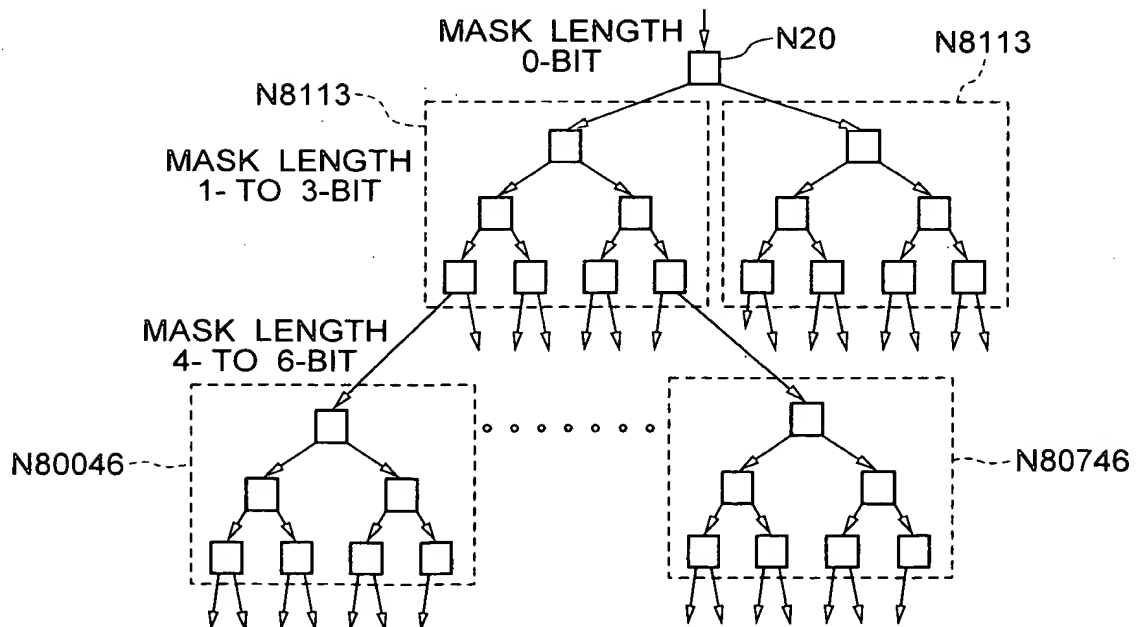 MASK LENGTH
0-BIT
N20
N8113
N8113
MASK LENGTH
1- TO 3-BIT
MASK LENGTH
4- TO 6-BIT
N80046
N80746